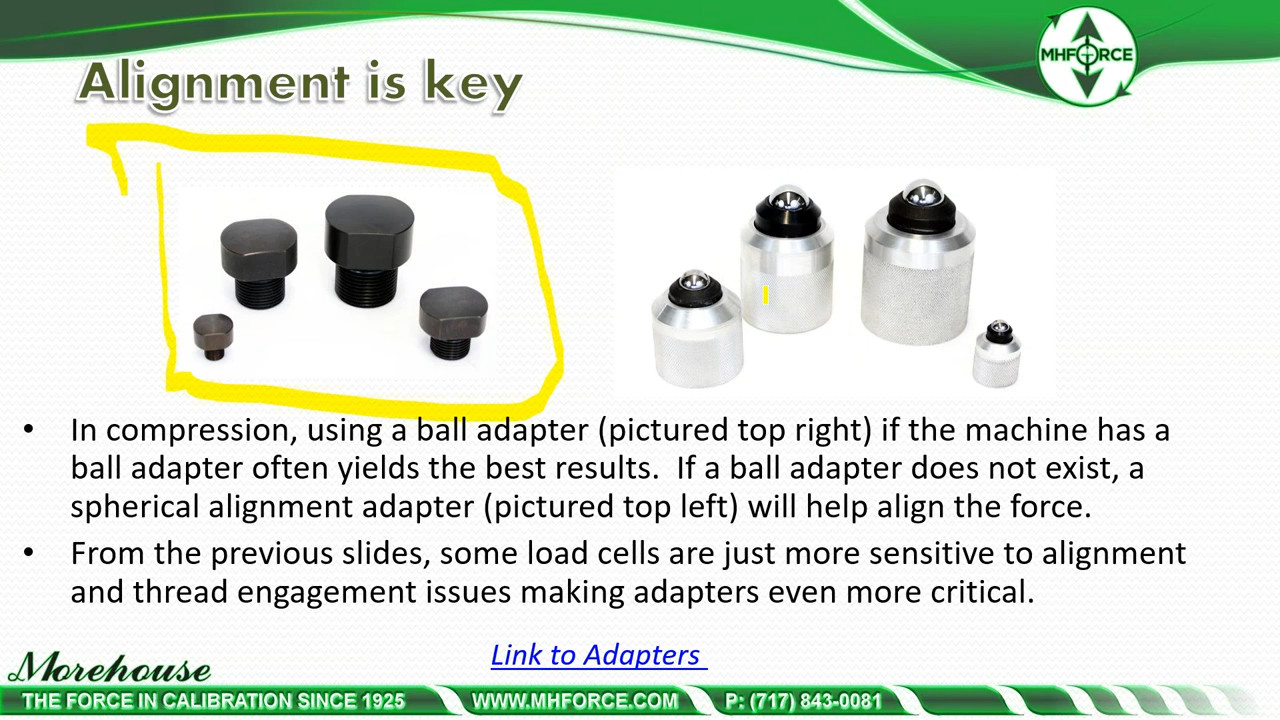 MHFORCE
Alignment is key
• In compression, using a ball adapter (pictured top right) if the machine has a
ball adapter often yields the best results.  If a ball adapter does not exist, a
spherical alignment adapter (pictured top left) will help align the force.
• From the previous slides, some load cells are just more sensitive to alignment
and thread engagement issues making adapters even more critical.
Link to Adapters
Morehouse
THE FORCE IN CALIBRATION SINCE 1925 WWW.MHFORCE.COM P: (717) 843-0081